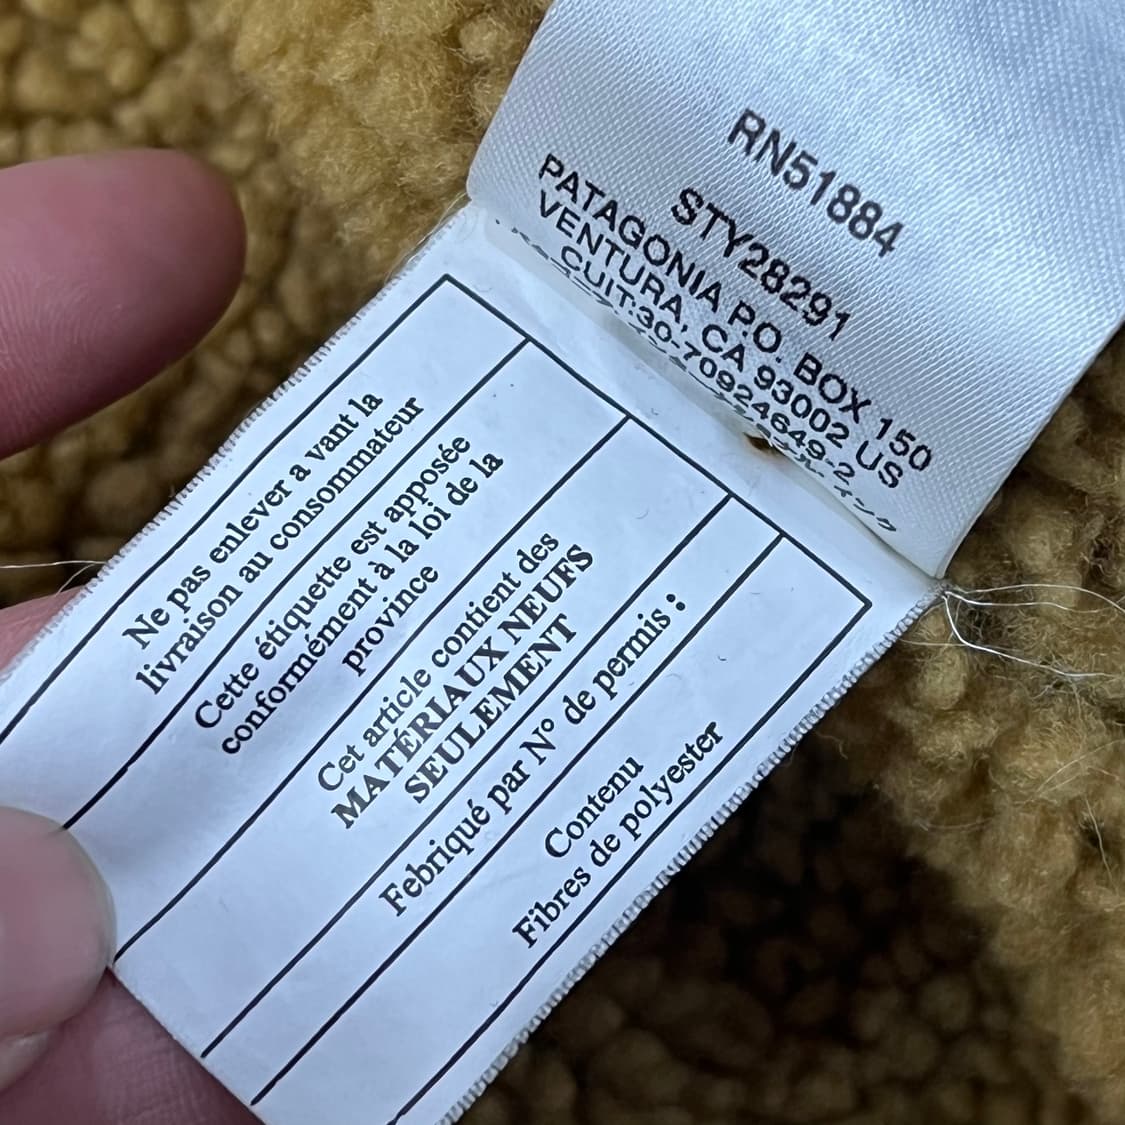 RN51884
STY28291
PATAGONIA P.O. BOX 150
VENTURA, CA 93002 US
CUIT:30-70924649-2
Ne pas enlever a vant la
livraison au consommateur
Cette étiquette est apposée
conformément à la loi de la
province
Cet article contient des
MATÉRIAUX NEUFS
SEULEMENT
Febriqué par Nº de permis :
Contenu
Fibres de polyester